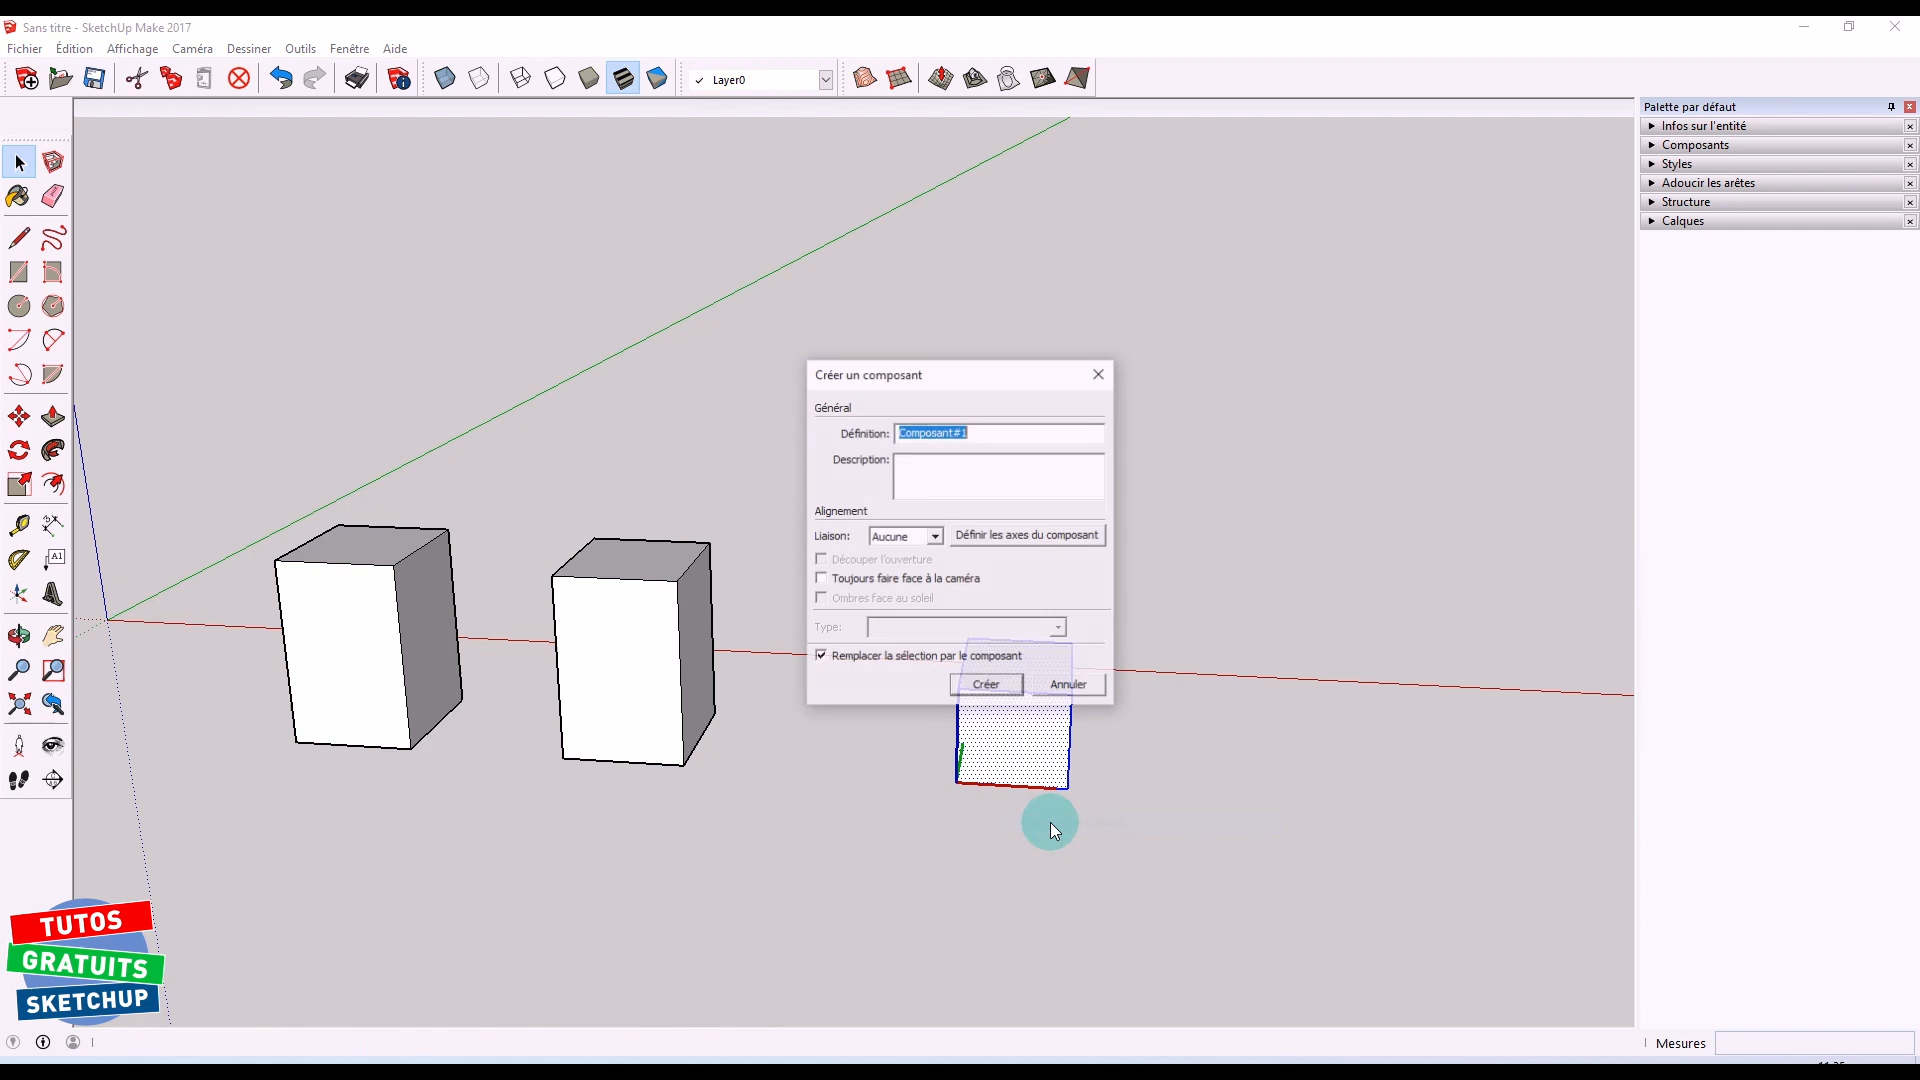 Sans titre - SketchUp Make 2017
Fichier Édition Affichage Caméra Dessiner Outils Fenêtre Aide
Layer0
Palette par défaut
Infos sur l'entité
Composants
Styles
Adoucir les arêtes
Structure
Calques
Créer un composant
Général
Définition: Composant#1
Description:
Alignement
Liaison: Aucune Définir les axes du composant
Découper l'ouverture
Toujours faire face à la caméra
Ombres face au soleil
Type:
Remplacer la sélection par le composant
Créer Annuler
A1
TUTOS
GRATUITS
SKETCHUP
Mesures